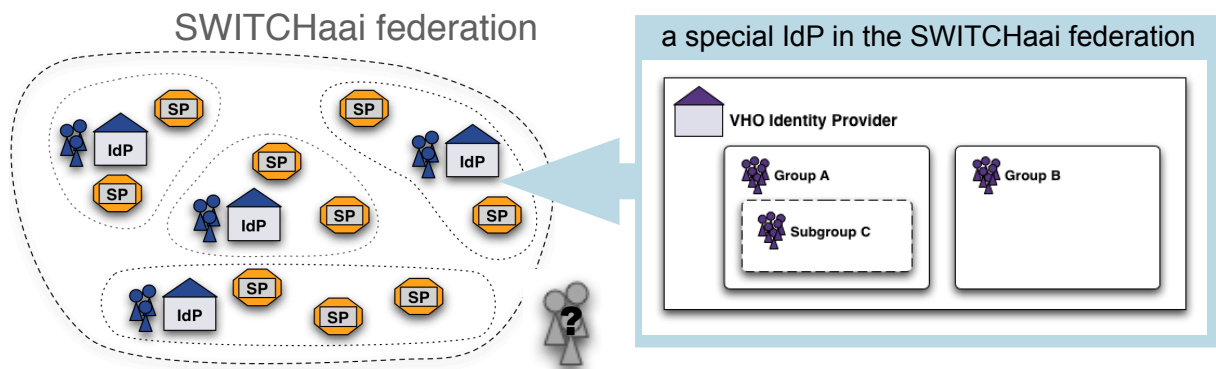 SWITCHaai federation
SP
IdP
SP
SP
IdP
SP
SP
IdP
SP
SP
IdP
SP
SP
SP
?
a special IdP in the SWITCHaai federation
VHO Identity Provider
Group A
Subgroup C
Group B